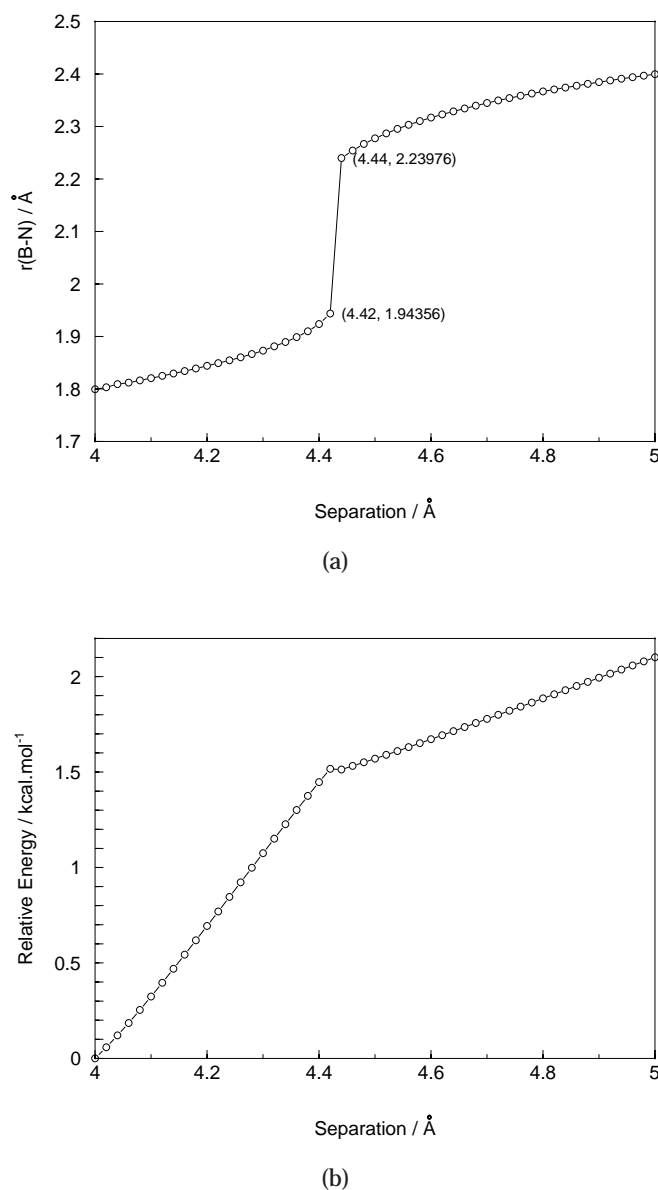 2.5
2.4
2.3
2.2
2.1
2
1.9
1.8
1.7
r(B-N) / Å
(4.44, 2.23976)
(4.42, 1.94356)
4 4.2 4.4 4.6 4.8 5
Separation / Å
(a)
2
1.5
1
0.5
0
Relative Energy / kcal.mol⁻¹
4 4.2 4.4 4.6 4.8 5
Separation / Å
(b)